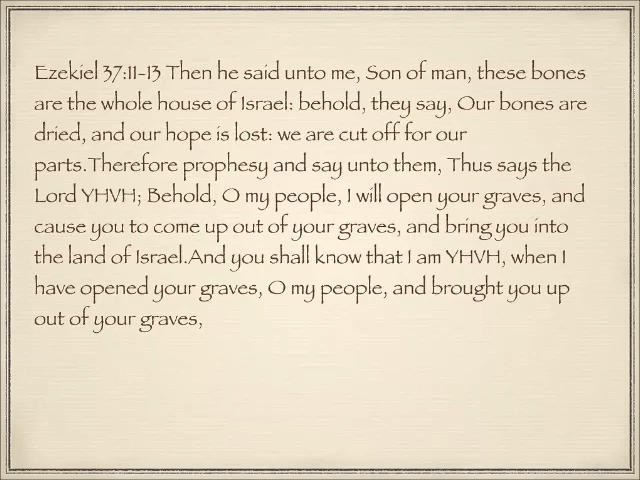 Ezekiel 37:11-13 Then he said unto me, Son of man, these bones
are the whole house of Israel: behold, they say, Our bones are
dried, and our hope is lost: we are cut off for our
parts.Therefore prophesy and say unto them, Thus says the
Lord YHVH; Behold, O my people, I will open your graves, and
cause you to come up out of your graves, and bring you into
the land of Israel.And you shall know that I am YHVH, when I
have opened your graves, O my people, and brought you up
out of your graves,